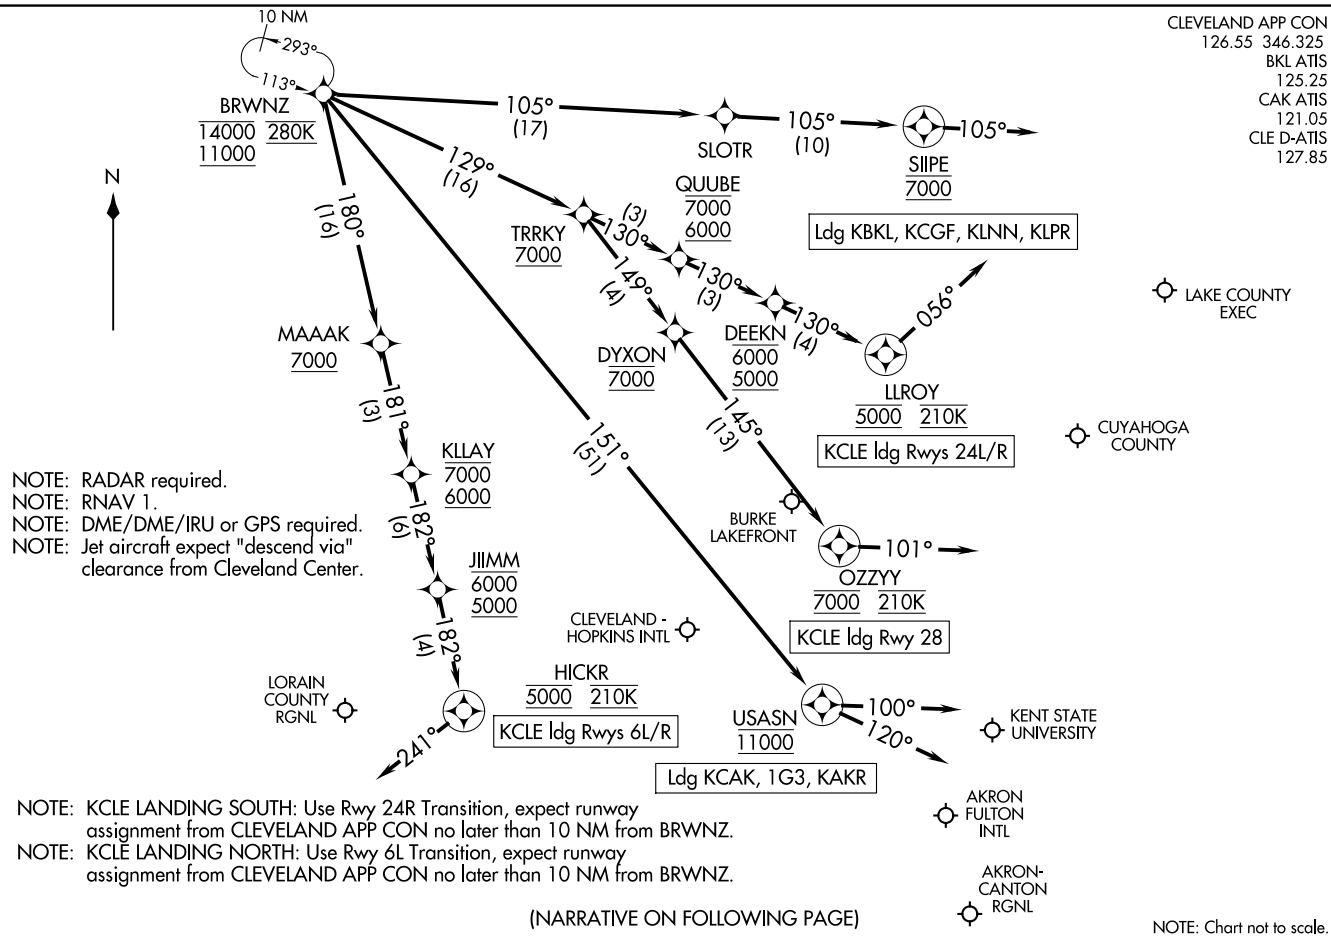 10 NM
293°
113°
BRWNZ
14000 280K
11000
CLEVELAND APP CON
126.55 346.325
BKL ATIS
125.25
CAK ATIS
121.05
CLE D-ATIS
127.85
105°
(17)
SLOTR
105°
(10)
105°
SIIPE
7000
Ldg KBKL, KCGF, KLNN, KLPR
N
129°
(16)
TRRKY
7000
QUUBE
7000
6000
(3)
130°
130°
(3)
DEEKN
6000
5000
130°
(4)
056°
LLROY
5000 210K
KCLE ldg Rwys 24L/R
149°
(4)
DYXON
7000
145°
(13)
OZZYY
7000 210K
KCLE ldg Rwy 28
101°
180°
(16)
MAAAK
7000
181°
(3)
KLLAY
7000
6000
182°
(6)
JIIMM
6000
5000
182°
(4)
HICKR
5000 210K
KCLE ldg Rwys 6L/R
241°
151°
(51)
USASN
11000
Ldg KCAK, 1G3, KAKR
100°
120°
LAKE COUNTY
EXEC
CUYAHOGA
COUNTY
BURKE
LAKEFRONT
CLEVELAND -
HOPKINS INTL
LORAIN
COUNTY
RGNL
KENT STATE
UNIVERSITY
AKRON
FULTON
INTL
AKRON-
CANTON
RGNL
NOTE: RADAR required.
NOTE: RNAV 1.
NOTE: DME/DME/IRU or GPS required.
NOTE: Jet aircraft expect "descend via"
clearance from Cleveland Center.
NOTE: KCLE LANDING SOUTH: Use Rwy 24R Transition, expect runway
assignment from CLEVELAND APP CON no later than 10 NM from BRWNZ.
NOTE: KCLE LANDING NORTH: Use Rwy 6L Transition, expect runway
assignment from CLEVELAND APP CON no later than 10 NM from BRWNZ.
(NARRATIVE ON FOLLOWING PAGE)
NOTE: Chart not to scale.